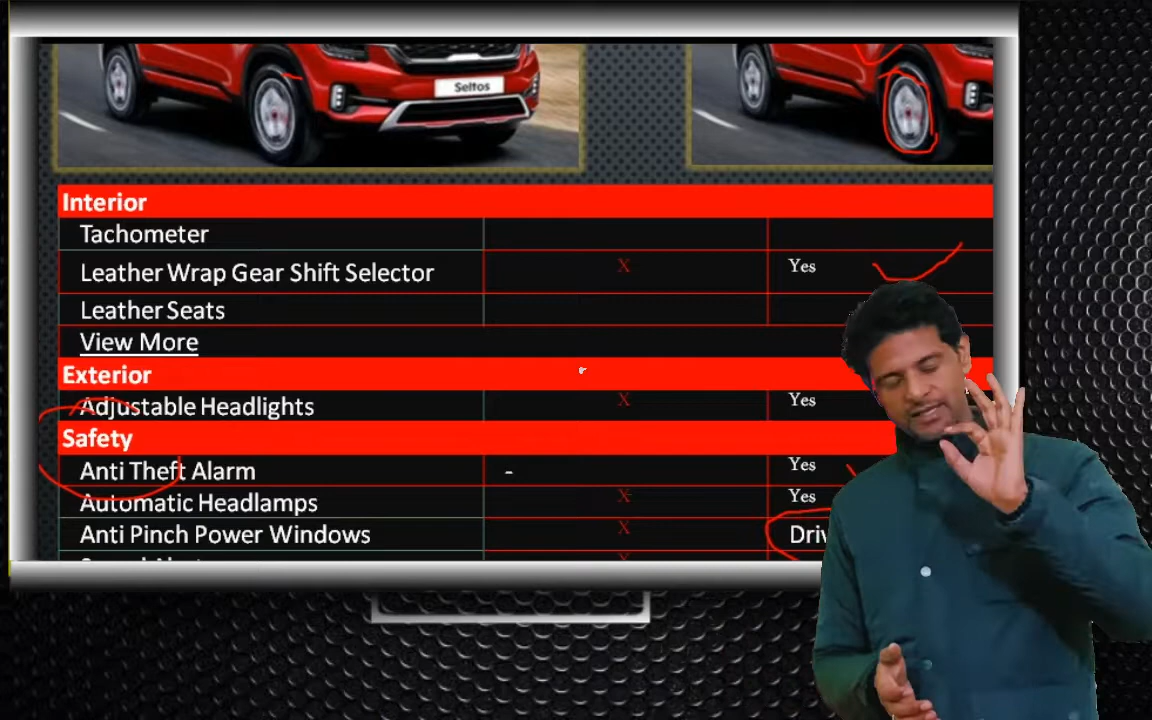 Seltos
Interior
Tachometer
Leather Wrap Gear Shift Selector X Yes
Leather Seats
View More
Exterior
Adjustable Headlights X Yes
Safety
Anti Theft Alarm - Yes
Automatic Headlamps X Yes
Anti Pinch Power Windows X Driv
X